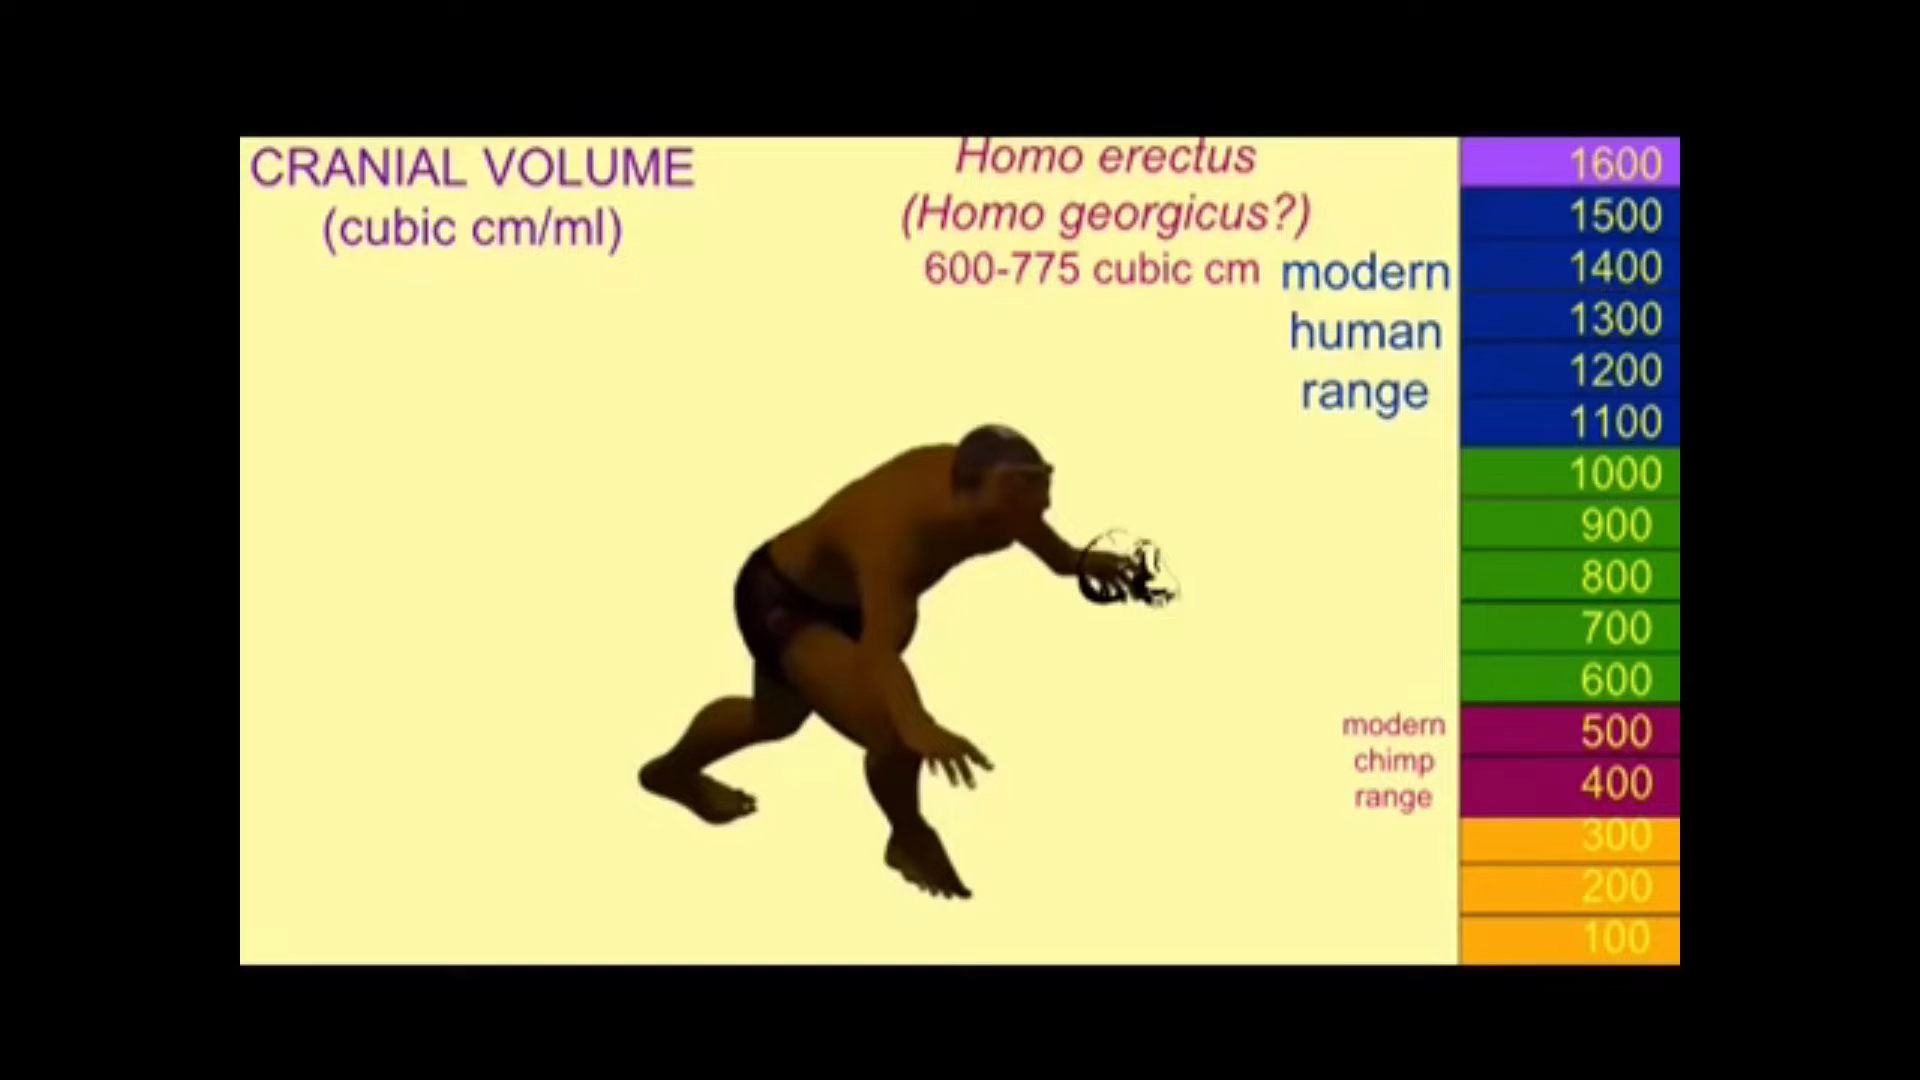 CRANIAL VOLUME
(cubic cm/ml)
Homo erectus
(Homo georgicus?)
600-775 cubic cm
modern
human
range
modern
chimp
range
1600
1500
1400
1300
1200
1100
1000
900
800
700
600
500
400
300
200
100